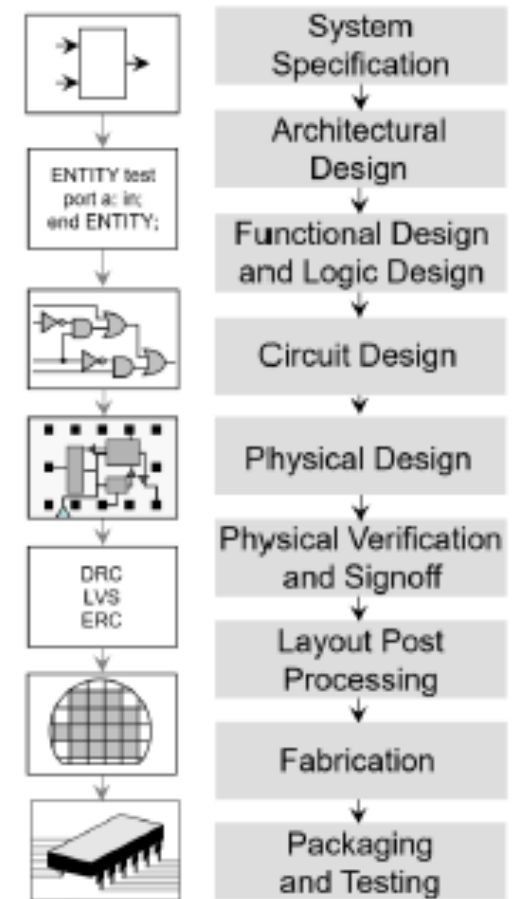 System
Specification
ENTITY test
port a: in;
end ENTITY;
Architectural
Design
Functional Design
and Logic Design
Circuit Design
Physical Design
DRC
LVS
ERC
Physical Verification
and Signoff
Layout Post
Processing
Fabrication
Packaging
and Testing